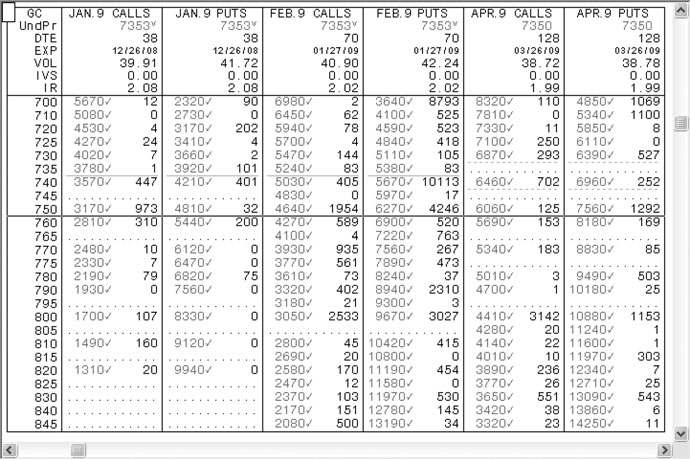 GC JAN.9 CALLS JAN.9 PUTS FEB.9 CALLS FEB.9 PUTS APR.9 CALLS APR.9 PUTS
UndPr 7353v 7353v 7353v 7353v 7350 7350
DTE 38 38 70 70 128 128
EXP 12/26/08 12/26/08 01/27/09 01/27/09 03/26/09 03/26/09
VOL 39.91 41.72 40.90 42.24 38.72 38.78
IVS 0.00 0.00 0.00 0.00 0.00 0.00
IR 2.08 2.08 2.02 2.02 1.99 1.99
700 5670✓ 12 2320✓ 90 6980✓ 2 3640✓ 8793 8320✓ 110 4850✓ 1069
710 5080✓ 0 2730✓ 0 6450✓ 62 4100✓ 525 7810✓ 0 5340✓ 1100
720 4530✓ 4 3170✓ 202 5940✓ 78 4590✓ 523 7330✓ 11 5850✓ 8
725 4270✓ 24 3410✓ 4 5700✓ 4 4840✓ 418 7100✓ 250 6110✓ 0
730 4020✓ 7 3660✓ 2 5470✓ 144 5110✓ 105 6870✓ 293 6390✓ 527
735 3780✓ 1 3920✓ 101 5240✓ 83 5380✓ 83
740 3570✓ 447 4210✓ 401 5030✓ 405 5670✓ 10113 6460✓ 702 6960✓ 252
745 4830✓ 0 5970✓ 17
750 3170✓ 973 4810✓ 32 4640✓ 1954 6270✓ 4246 6060✓ 125 7560✓ 1292
760 2810✓ 310 5440✓ 200 4270✓ 589 6900✓ 520 5690✓ 153 8180✓ 169
765 4100✓ 4 7220✓ 763
770 2480✓ 10 6120✓ 0 3930✓ 935 7560✓ 267 5340✓ 183 8830✓ 85
775 2330✓ 7 6470✓ 0 3770✓ 561 7890✓ 473
780 2190✓ 79 6820✓ 75 3610✓ 73 8240✓ 37 5010✓ 3 9490✓ 503
790 1930✓ 0 7560✓ 0 3320✓ 402 8940✓ 2310 4700✓ 1 10180✓ 25
795 3180✓ 21 9300✓ 3
800 1700✓ 107 8330✓ 0 3050✓ 2533 9670✓ 3027 4410✓ 3142 10880✓ 1153
805 4280✓ 20 11240✓ 1
810 1490✓ 160 9120✓ 0 2800✓ 45 10420✓ 415 4140✓ 22 11600✓ 1
815 2690✓ 20 10800✓ 0 4010✓ 10 11970✓ 303
820 1310✓ 20 9940✓ 0 2580✓ 170 11190✓ 454 3890✓ 236 12340✓ 7
825 2470✓ 12 11580✓ 0 3770✓ 26 12710✓ 25
830 2370✓ 103 11970✓ 530 3650✓ 551 13090✓ 543
840 2170✓ 151 12780✓ 145 3420✓ 38 13860✓ 6
845 2080✓ 500 13190✓ 34 3320✓ 23 14250✓ 11